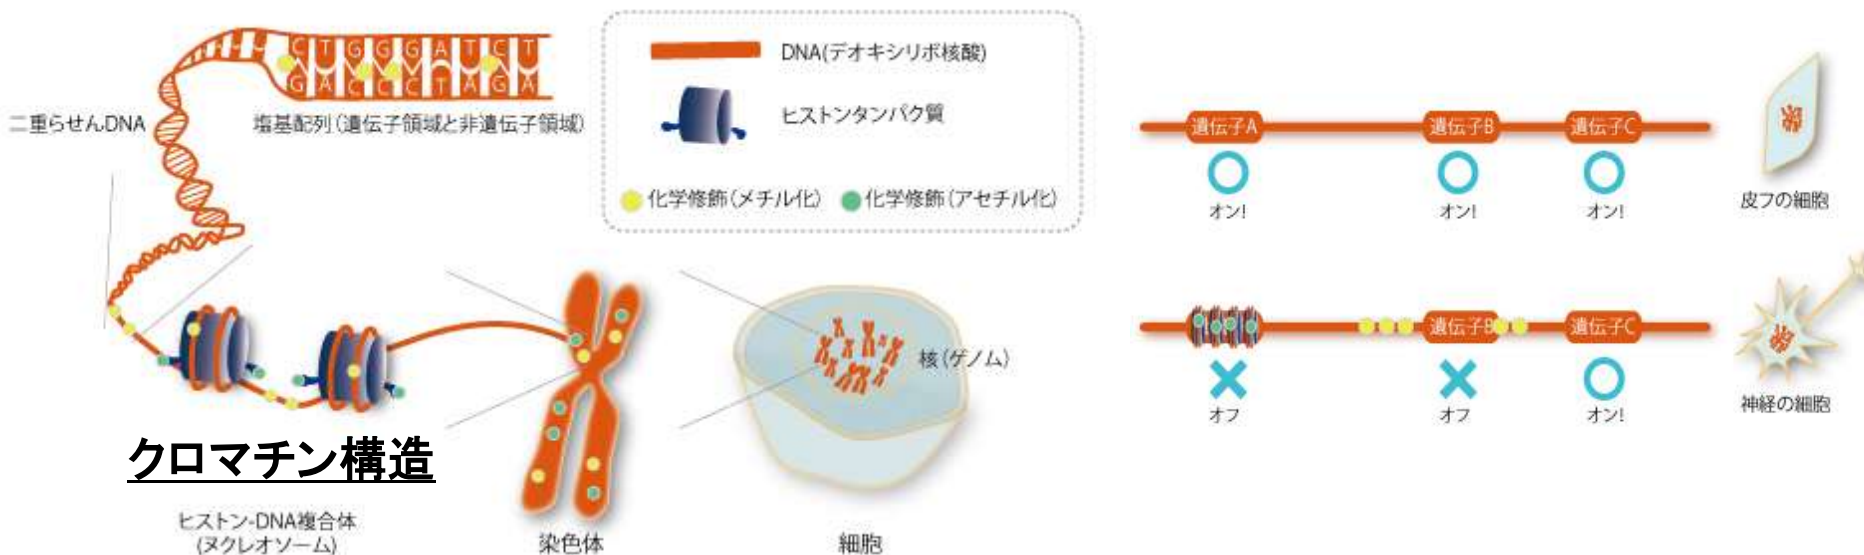 CTGGGATCT
GACCCTAGA
二重らせんDNA
塩基配列(遺伝子領域と非遺伝子領域)
DNA(デオキシリボ核酸)
ヒストンタンパク質
化学修飾(メチル化)
化学修飾(アセチル化)
核(ゲノム)
クロマチン構造
ヒストン-DNA複合体
(ヌクレオソーム)
染色体
細胞
遺伝子A
遺伝子B
遺伝子C
オン!
オン!
オン!
皮フの細胞
遺伝子B
遺伝子C
オフ
オフ
オン!
神経の細胞